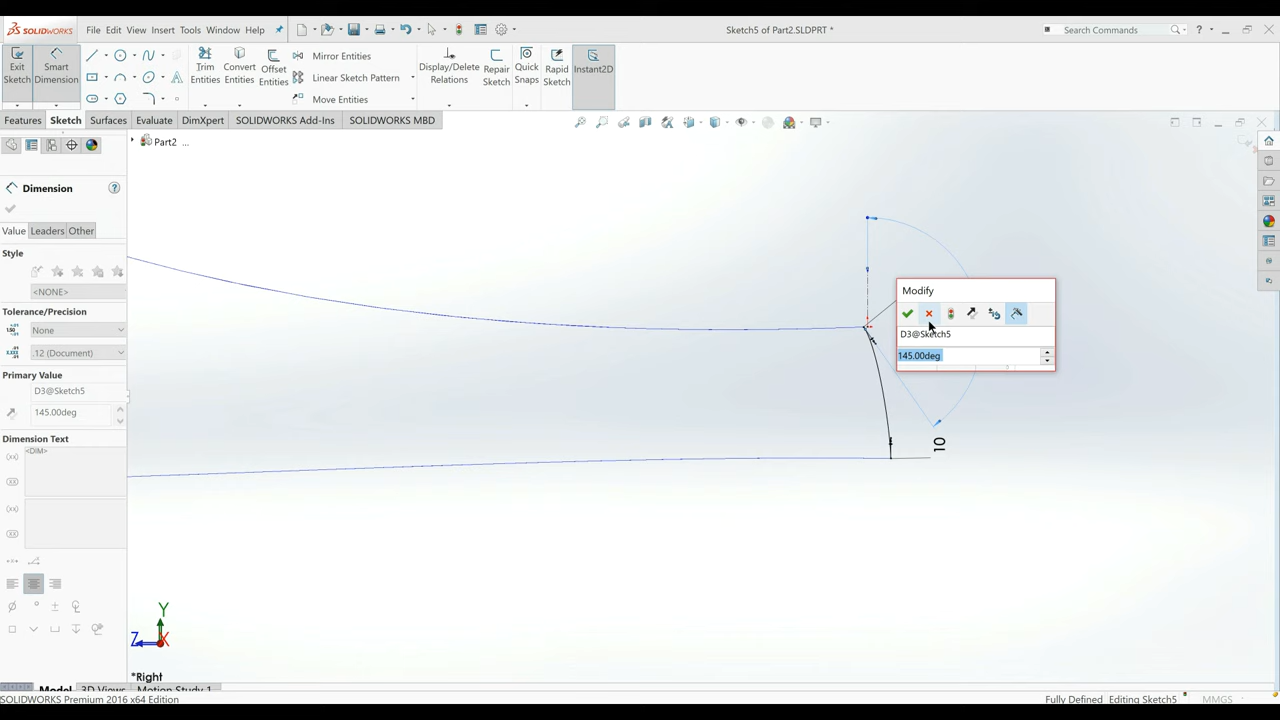 SOLIDWORKS File Edit View Insert Tools Window Help Sketch5 of Part2.SLDPRT * Search Commands ?
Exit Sketch Smart Dimension Trim Entities Convert Entities Offset Entities Mirror Entities Linear Sketch Pattern Move Entities Display/Delete Relations Repair Sketch Quick Snaps Rapid Sketch Instant2D
Features Sketch Surfaces Evaluate DimXpert SOLIDWORKS Add-Ins SOLIDWORKS MBD
Part2 ...
Dimension ?
Value Leaders Other
Style
<NONE>
Tolerance/Precision
None
.12 (Document)
Primary Value
D3@Sketch5
145.00deg
Dimension Text
<DIM>
Modify
D3@Sketch5
145.00deg
10
Y
Z X
*Right
Model 3D Views Motion Study 1
SOLIDWORKS Premium 2016 x64 Edition Fully Defined Editing Sketch5 MMGS